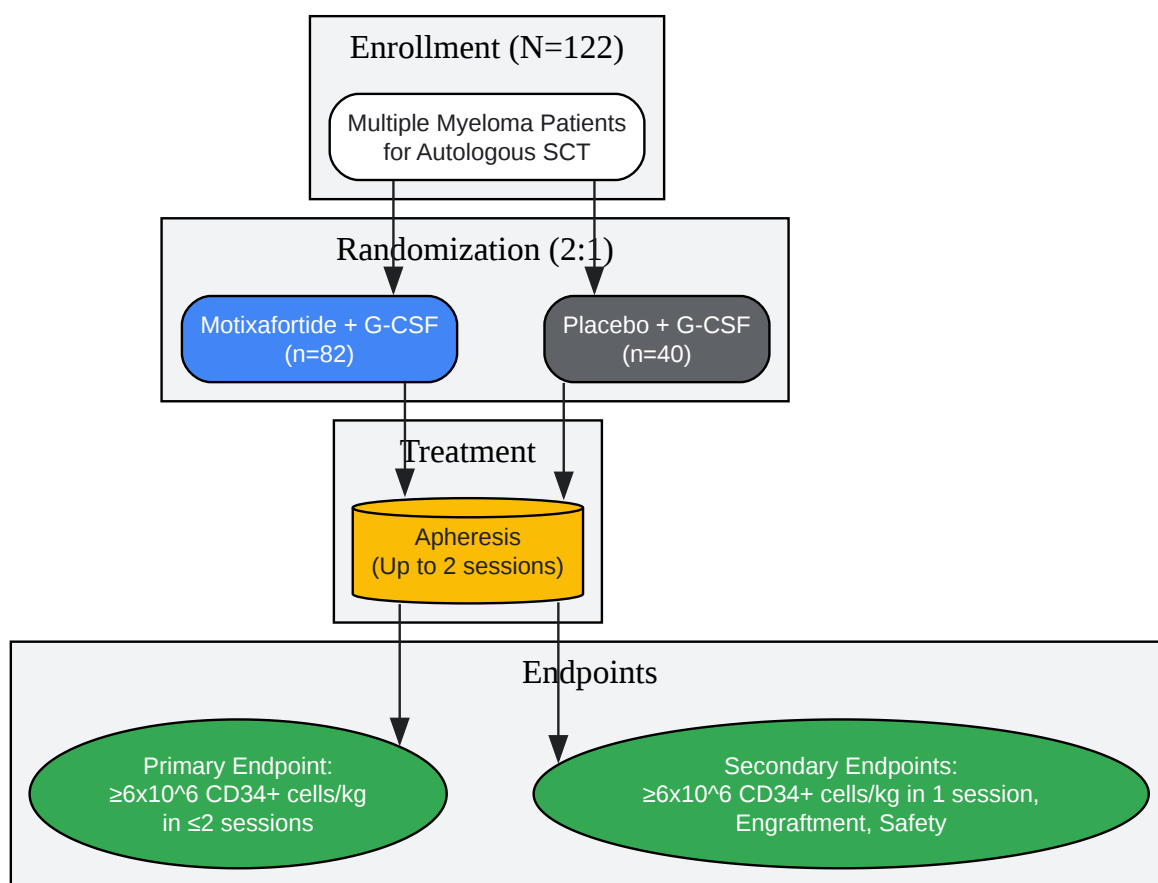 Enrollment (N=122)
Multiple Myeloma Patients
for Autologous SCT
Randomization (2:1)
Motixafortide + G-CSF
(n=82)
Placebo + G-CSF
(n=40)
Treatment
Apheresis
(Up to 2 sessions)
Endpoints
Primary Endpoint:
≥6x10^6 CD34+ cells/kg
in ≤2 sessions
Secondary Endpoints:
≥6x10^6 CD34+ cells/kg in 1 session,
Engraftment, Safety